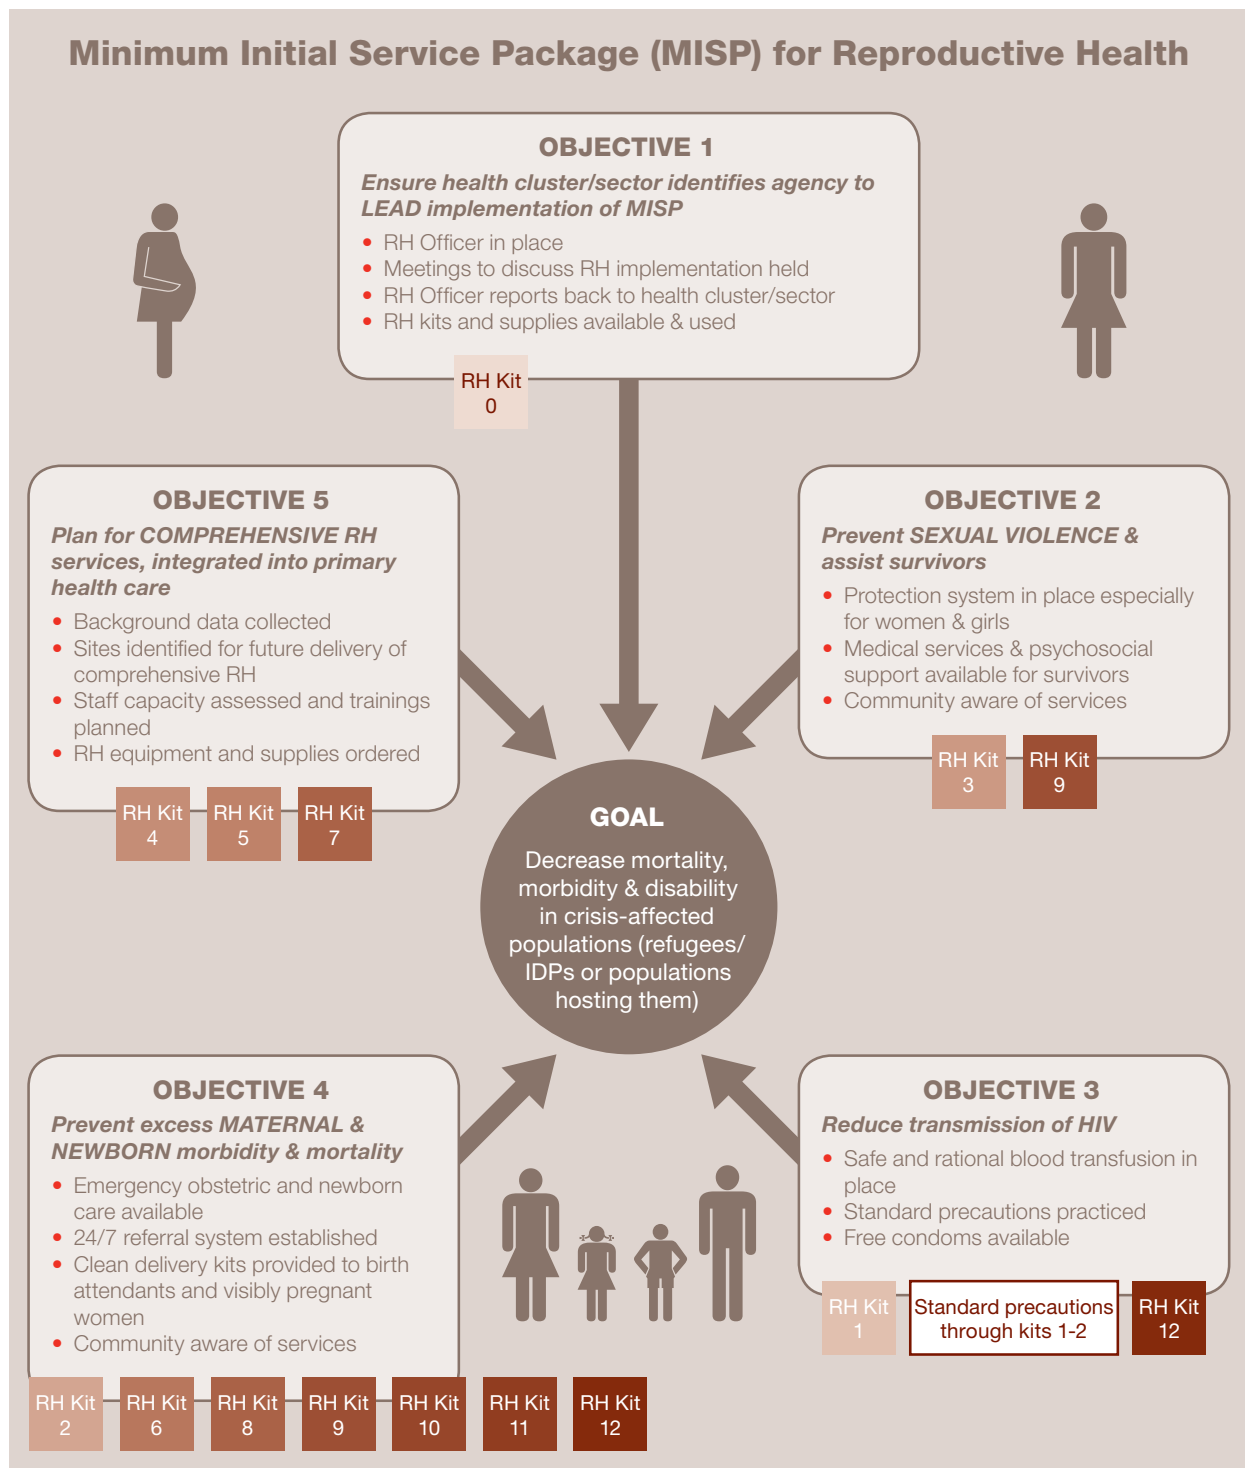 Minimum Initial Service Package (MISP) for Reproductive Health
OBJECTIVE 1
Ensure health cluster/sector identifies agency to
LEAD implementation of MISP
• RH Officer in place
• Meetings to discuss RH implementation held
• RH Officer reports back to health cluster/sector
• RH kits and supplies available & used
RH Kit
0
OBJECTIVE 5
Plan for COMPREHENSIVE RH
services, integrated into primary
health care
• Background data collected
• Sites identified for future delivery of
comprehensive RH
• Staff capacity assessed and trainings
planned
• RH equipment and supplies ordered
RH Kit
4
RH Kit
5
RH Kit
7
OBJECTIVE 2
Prevent SEXUAL VIOLENCE &
assist survivors
• Protection system in place especially
for women & girls
• Medical services & psychosocial
support available for survivors
• Community aware of services
RH Kit
3
RH Kit
9
GOAL
Decrease mortality,
morbidity & disability
in crisis-affected
populations (refugees/
IDPs or populations
hosting them)
OBJECTIVE 4
Prevent excess MATERNAL &
NEWBORN morbidity & mortality
• Emergency obstetric and newborn
care available
• 24/7 referral system established
• Clean delivery kits provided to birth
attendants and visibly pregnant
women
• Community aware of services
RH Kit
2
RH Kit
6
RH Kit
8
RH Kit
9
RH Kit
10
RH Kit
11
RH Kit
12
OBJECTIVE 3
Reduce transmission of HIV
• Safe and rational blood transfusion in
place
• Standard precautions practiced
• Free condoms available
RH Kit
1
Standard precautions
through kits 1-2
RH Kit
12